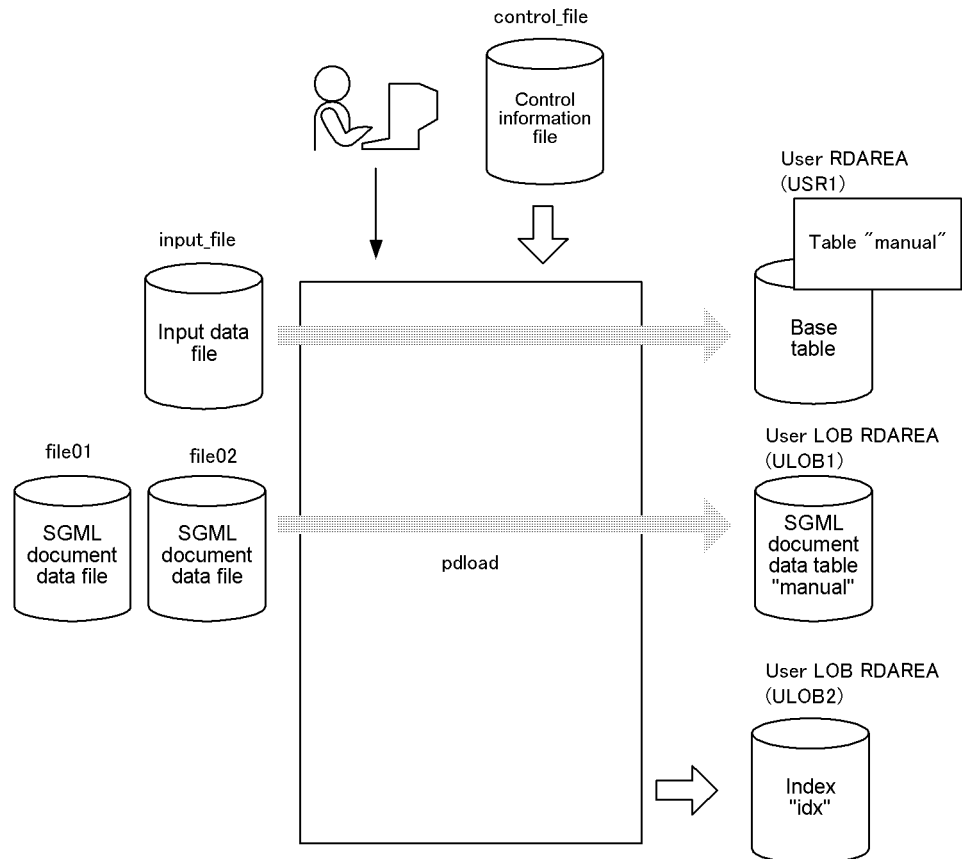 control_file
Control
information
file
User RDAREA
(USR1)
Table "manual"
input_file
Input data
file
Base
table
file01
file02
User LOB RDAREA
(ULOB1)
SGML
document
data file
SGML
document
data file
pdload
SGML
document
data table
"manual"
User LOB RDAREA
(ULOB2)
Index
"idx"